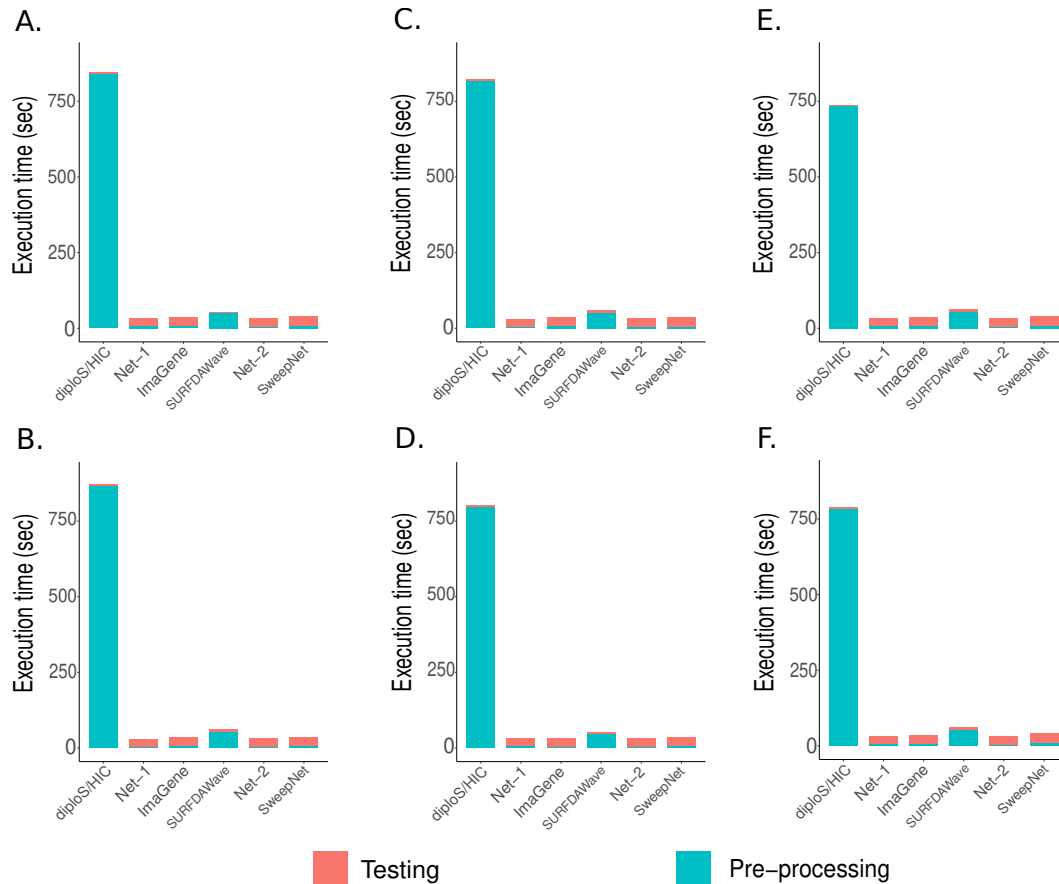 A.
Execution time (sec)
750
500
250
0
diploS/HIC
Net−1
ImaGene
SURFDAWave
Net−2
SweepNet
C.
Execution time (sec)
750
500
250
0
diploS/HIC
Net−1
ImaGene
SURFDAWave
Net−2
SweepNet
E.
Execution time (sec)
750
500
250
0
diploS/HIC
Net−1
ImaGene
SURFDAWave
Net−2
SweepNet
B.
Execution time (sec)
750
500
250
0
diploS/HIC
Net−1
ImaGene
SURFDAWave
Net−2
SweepNet
D.
Execution time (sec)
750
500
250
0
diploS/HIC
Net−1
ImaGene
SURFDAWave
Net−2
SweepNet
F.
Execution time (sec)
750
500
250
0
diploS/HIC
Net−1
ImaGene
SURFDAWave
Net−2
SweepNet
Testing
Pre−processing